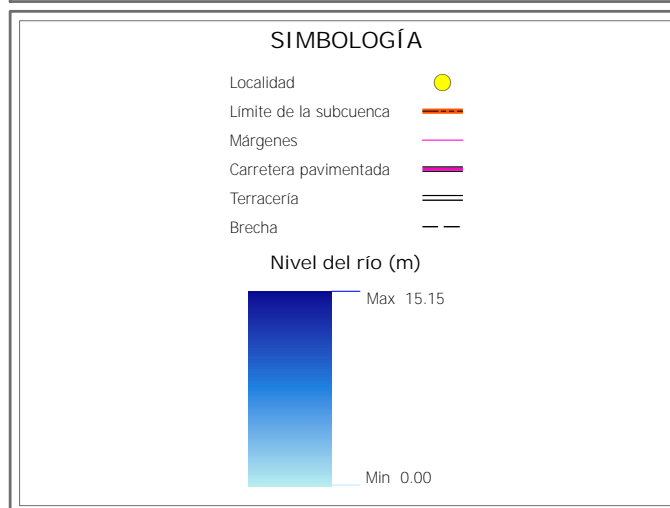 SIMBOLOGÍA
Localidad
Límite de la subcuenca
Márgenes
Carretera pavimentada
Terracería
Brecha
Nivel del río (m)
Max 15.15
Min 0.00